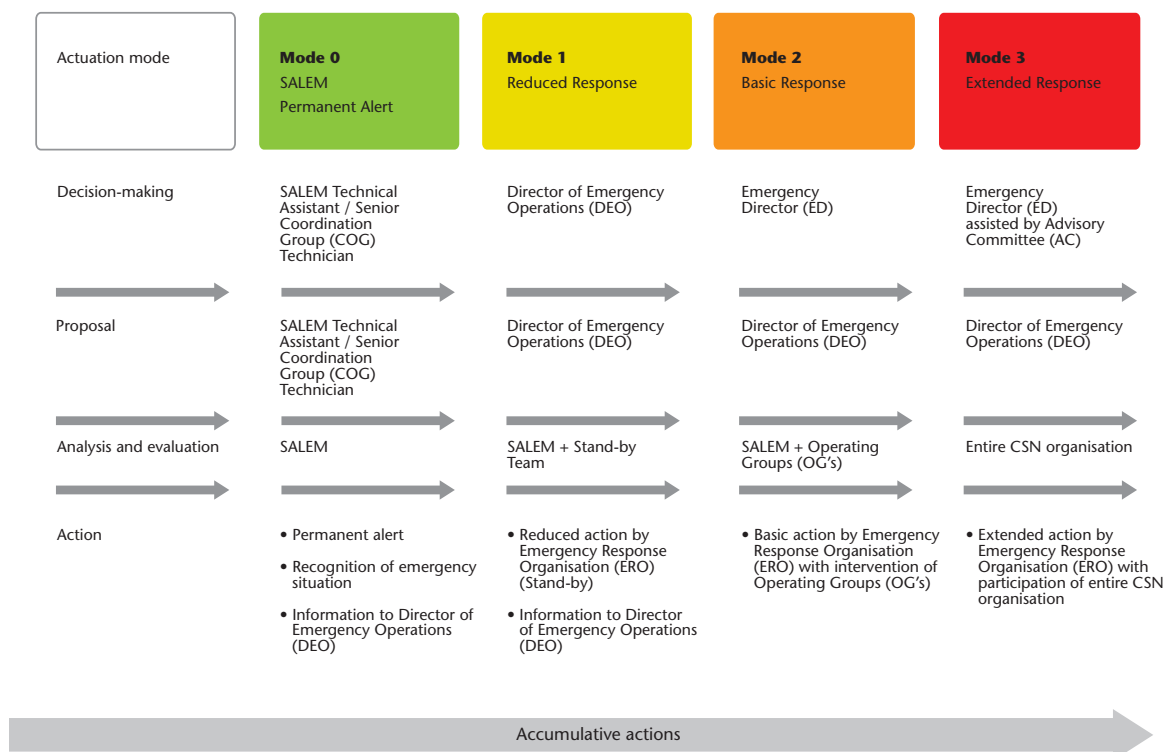 Actuation mode
Mode 0
SALEM
Permanent Alert
Mode 1
Reduced Response
Mode 2
Basic Response
Mode 3
Extended Response
Decision-making
SALEM Technical
Assistant / Senior
Coordination
Group (COG)
Technician
Director of Emergency
Operations (DEO)
Emergency
Director (ED)
Emergency
Director (ED)
assisted by Advisory
Committee (AC)
Proposal
SALEM Technical
Assistant / Senior
Coordination
Group (COG)
Technician
Director of Emergency
Operations (DEO)
Director of Emergency
Operations (DEO)
Director of Emergency
Operations (DEO)
Analysis and evaluation
SALEM
SALEM + Stand-by
Team
SALEM + Operating
Groups (OG's)
Entire CSN organisation
Action
• Permanent alert
• Recognition of emergency
situation
• Information to Director of
Emergency Operations
(DEO)
• Reduced action by
Emergency Response
Organisation (ERO)
(Stand-by)
• Information to Director
of Emergency Operations
(DEO)
• Basic action by Emergency
Response Organisation
(ERO) with intervention of
Operating Groups (OG's)
• Extended action by
Emergency Response
Organisation (ERO) with
participation of entire CSN
organisation
Accumulative actions